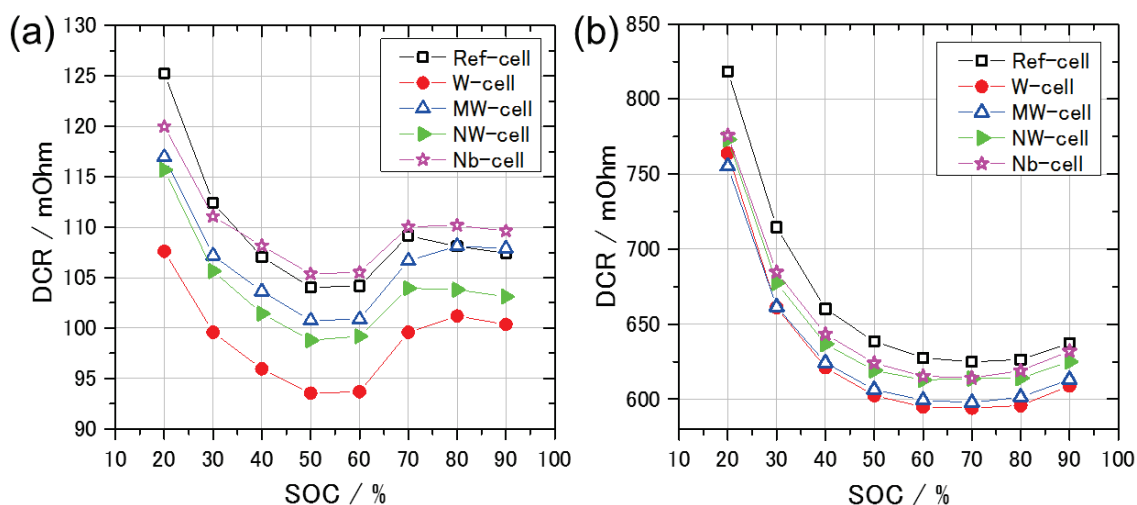 (a)
130
125
120
115
110
105
100
95
90
DCR / mOhm
10 20 30 40 50 60 70 80 90 100
SOC / %
Ref-cell
W-cell
MW-cell
NW-cell
Nb-cell
(b)
850
800
750
700
650
600
DCR / mOhm
10 20 30 40 50 60 70 80 90 100
SOC / %
Ref-cell
W-cell
MW-cell
NW-cell
Nb-cell